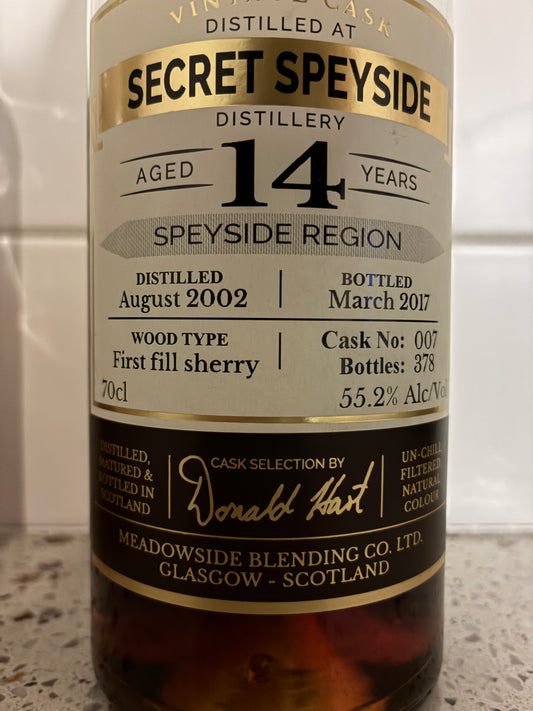 VINTAGE CASK
DISTILLED AT
SECRET SPEYSIDE
DISTILLERY
AGED 14 YEARS
SPEYSIDE REGION
DISTILLED
August 2002
BOTTLED
March 2017
WOOD TYPE
First fill sherry
Cask No: 007
Bottles: 378
70cl
55.2% Alc/Vol
DISTILLED,
MATURED &
BOTTLED IN
SCOTLAND
CASK SELECTION BY
Donald Hart
UN-CHILL
FILTERED
NATURAL
COLOUR
MEADOWSIDE BLENDING CO. LTD.
GLASGOW - SCOTLAND